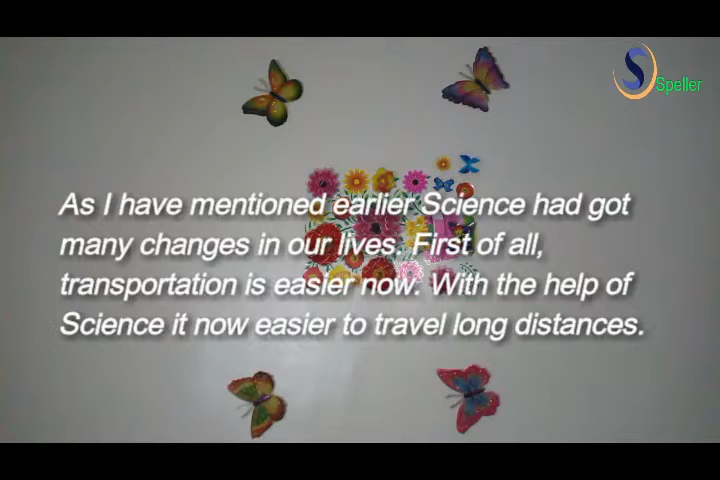 Speller
As I have mentioned earlier Science had got
many changes in our lives. First of all,
transportation is easier now. With the help of
Science it now easier to travel long distances.